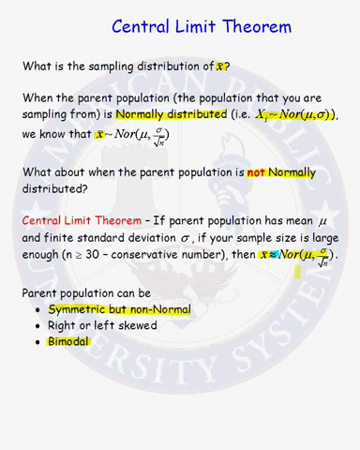 Central Limit Theorem
What is the sampling distribution of x̄?
When the parent population (the population that you are
sampling from) is Normally distributed (i.e. Xᵢ ~ Nor(μ,σ)),
we know that x̄ ~ Nor(μ, σ/√n)
What about when the parent population is not Normally
distributed?
Central Limit Theorem – If parent population has mean μ
and finite standard deviation σ, if your sample size is large
enough (n ≥ 30 – conservative number), then x̄ ≈ Nor(μ, σ/√n).
Parent population can be
• Symmetric but non-Normal
• Right or left skewed
• Bimodal
AMERICAN PUBLIC
UNIVERSITY SYSTEM